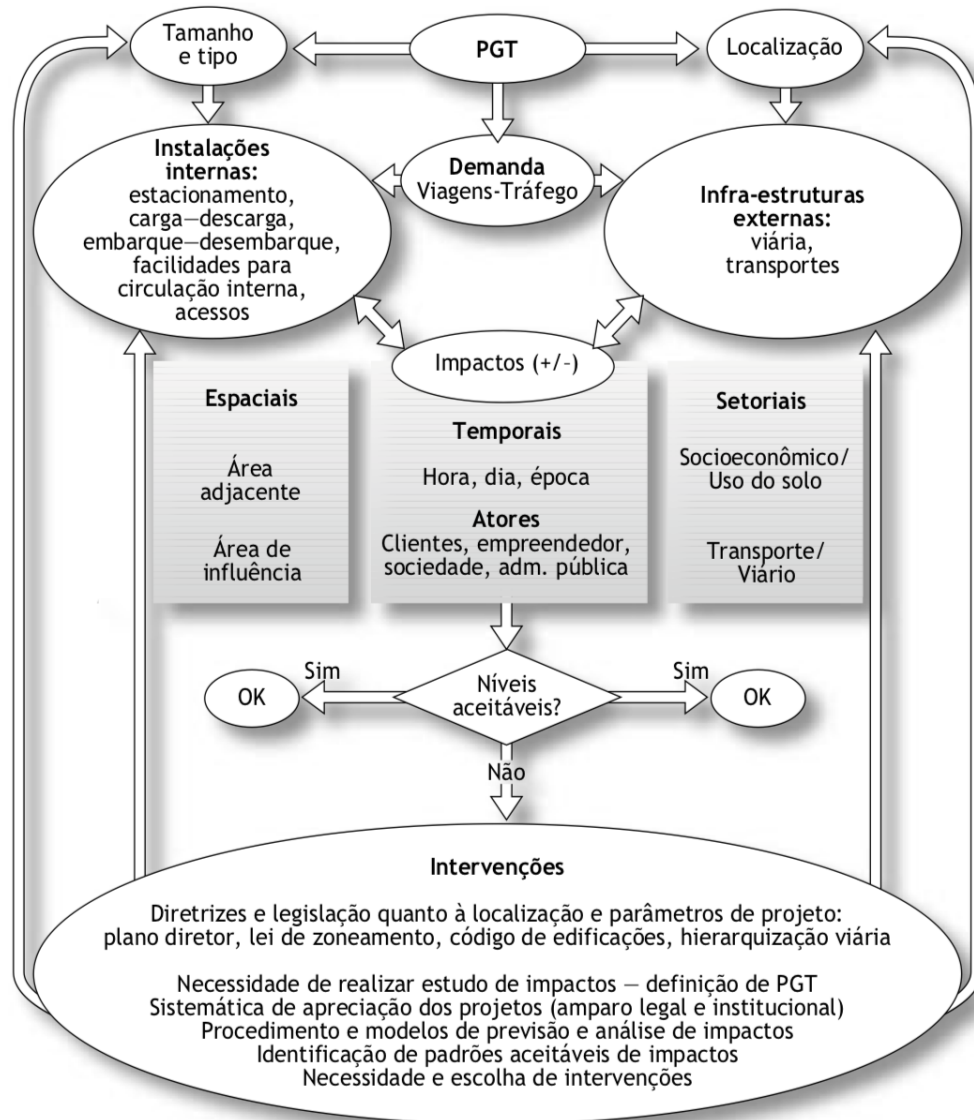 Tamanho
e tipo
PGT
Localização
Instalações
internas:
estacionamento,
carga—descarga,
embarque—desembarque,
facilidades para
circulação interna,
acessos
Demanda
Viagens-Tráfego
Infra-estruturas
externas:
viária,
transportes
Impactos (+/-)
Espaciais
Área
adjacente
Área de
influência
Temporais
Hora, dia, época
Atores
Clientes, empreendedor,
sociedade, adm. pública
Setoriais
Socioeconômico/
Uso do solo
Transporte/
Viário
Sim
OK
Níveis
aceitáveis?
Sim
OK
Não
Intervenções
Diretrizes e legislação quanto à localização e parâmetros de projeto:
plano diretor, lei de zoneamento, código de edificações, hierarquização viária
Necessidade de realizar estudo de impactos — definição de PGT
Sistemática de apreciação dos projetos (amparo legal e institucional)
Procedimento e modelos de previsão e análise de impactos
Identificação de padrões aceitáveis de impactos
Necessidade e escolha de intervenções